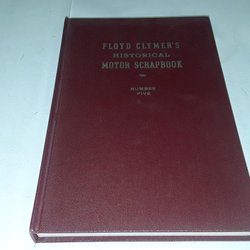 FLOYD CLYMER'S
HISTORICAL
MOTOR SCRAPBOOK
NUMBER
FIVE